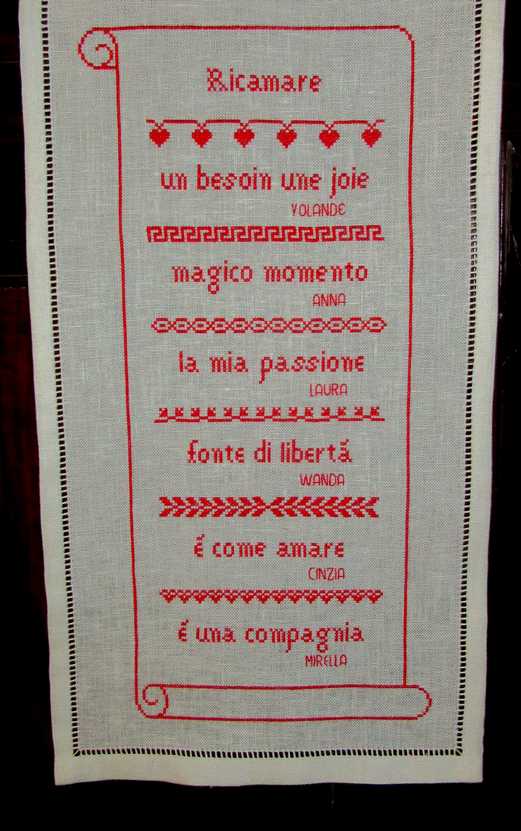 Ricamare
un besoin une joie
YOLANDE
magico momento
ANNA
la mia passione
LAURA
fonte di libertá
WANDA
é come amare
CINZIA
é una compagnia
MIRELLA